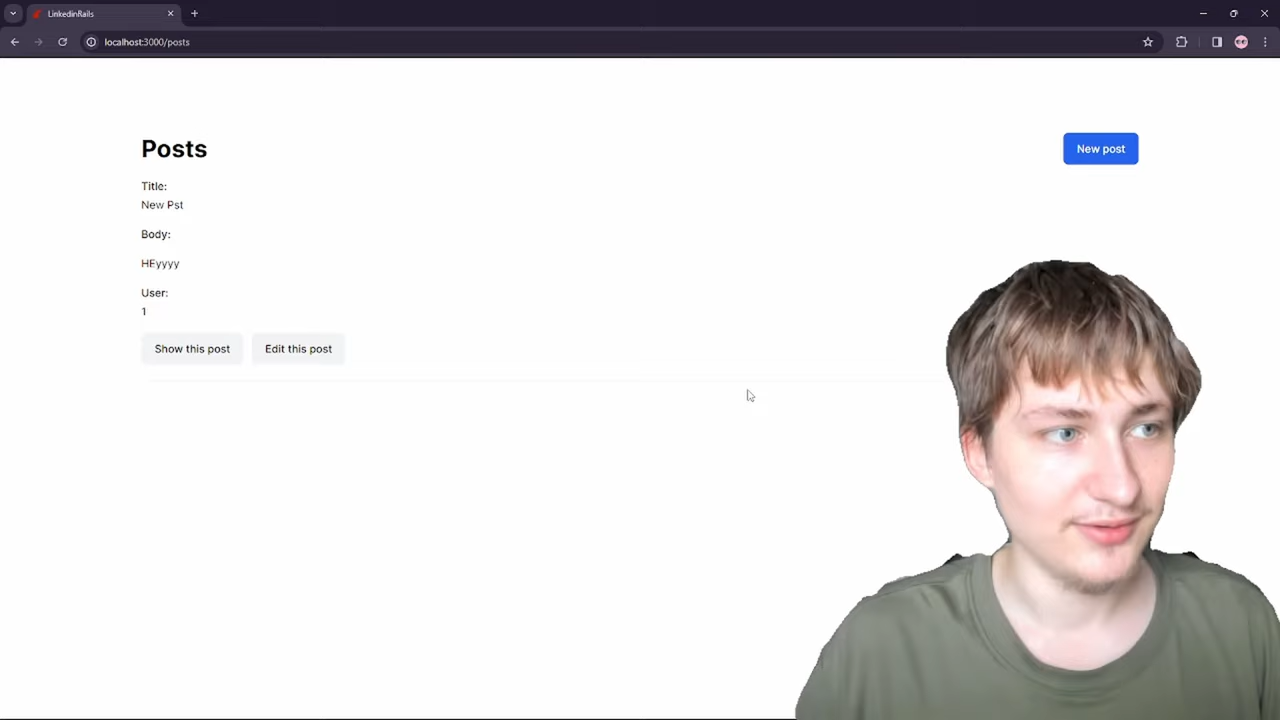 LinkedinRails
localhost:3000/posts
Posts
New post
Title:
New Pst
Body:
HEyyyy
User:
1
Show this post
Edit this post